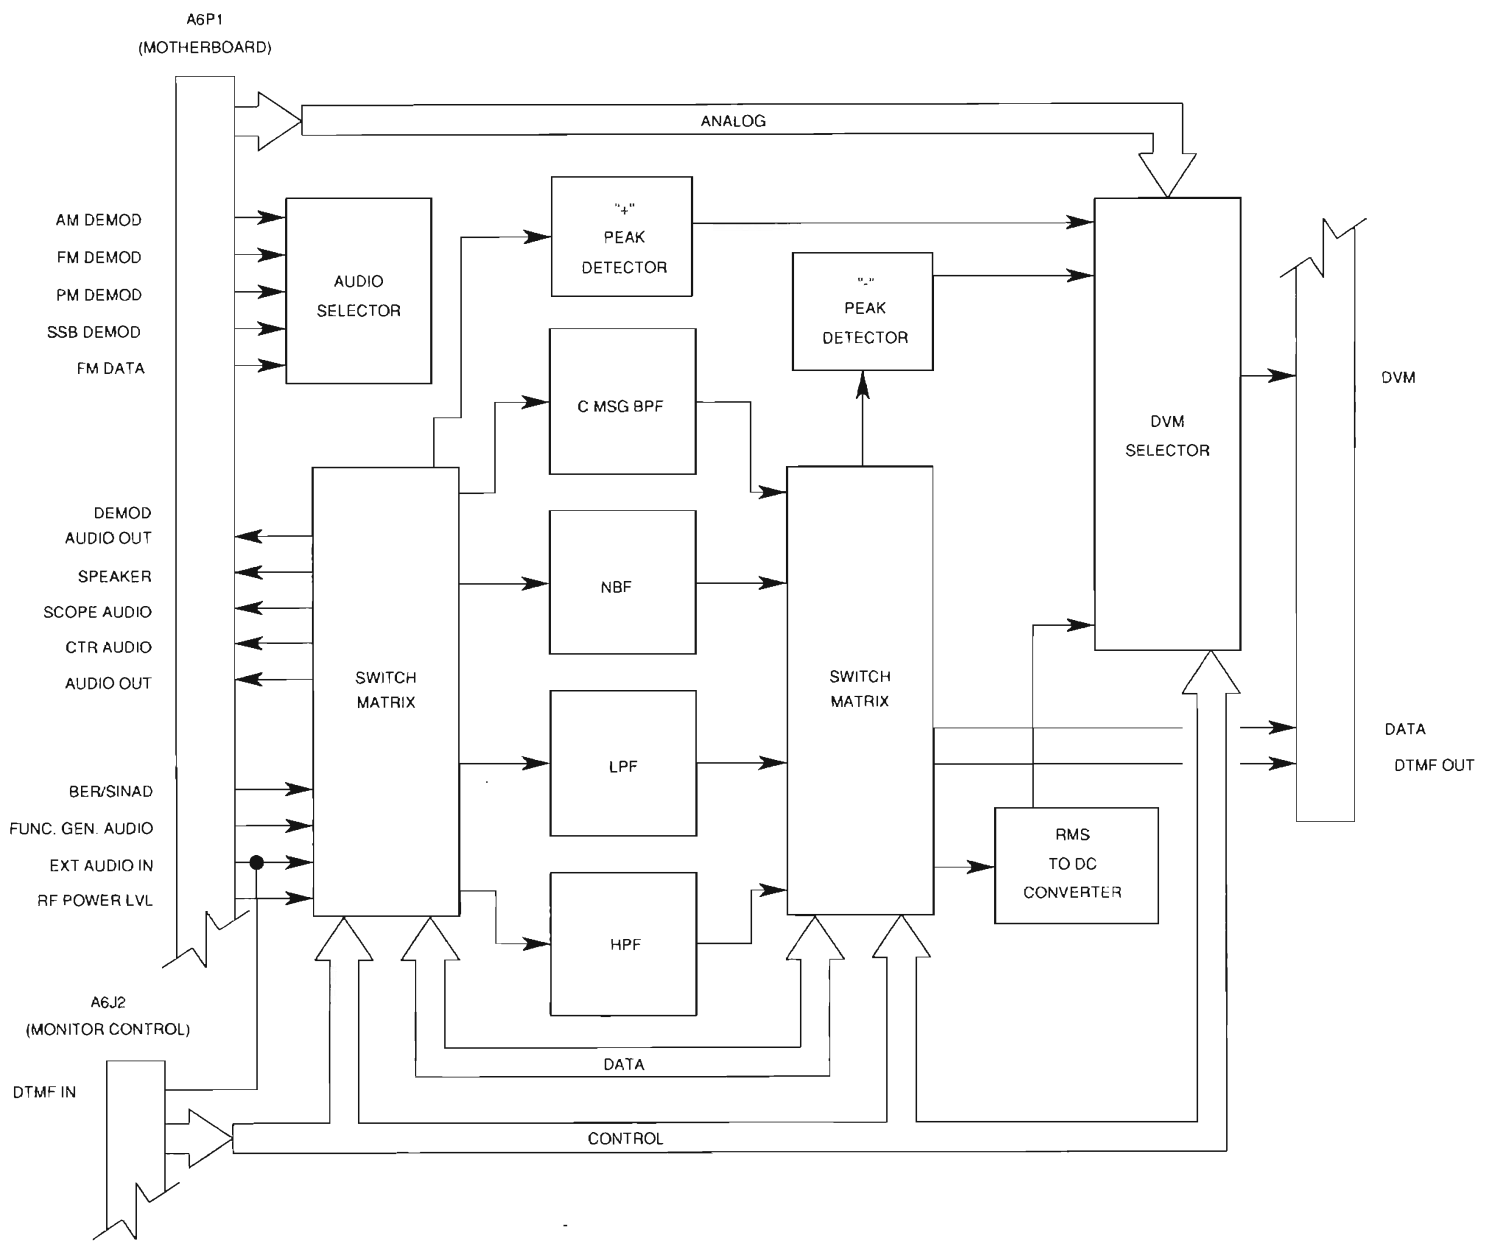 A6P1
(MOTHERBOARD)
ANALOG
AM DEMOD
FM DEMOD
PM DEMOD
SSB DEMOD
FM DATA
AUDIO
SELECTOR
"+"
PEAK
DETECTOR
"-"
PEAK
DETECTOR
C MSG BPF
DVM
SELECTOR
DVM
DEMOD
AUDIO OUT
SPEAKER
SCOPE AUDIO
CTR AUDIO
AUDIO OUT
NBF
SWITCH
MATRIX
SWITCH
MATRIX
LPF
DATA
DTMF OUT
BER/SINAD
FUNC. GEN. AUDIO
EXT AUDIO IN
RF POWER LVL
RMS
TO DC
CONVERTER
HPF
A6J2
(MONITOR CONTROL)
DATA
DTMF IN
CONTROL